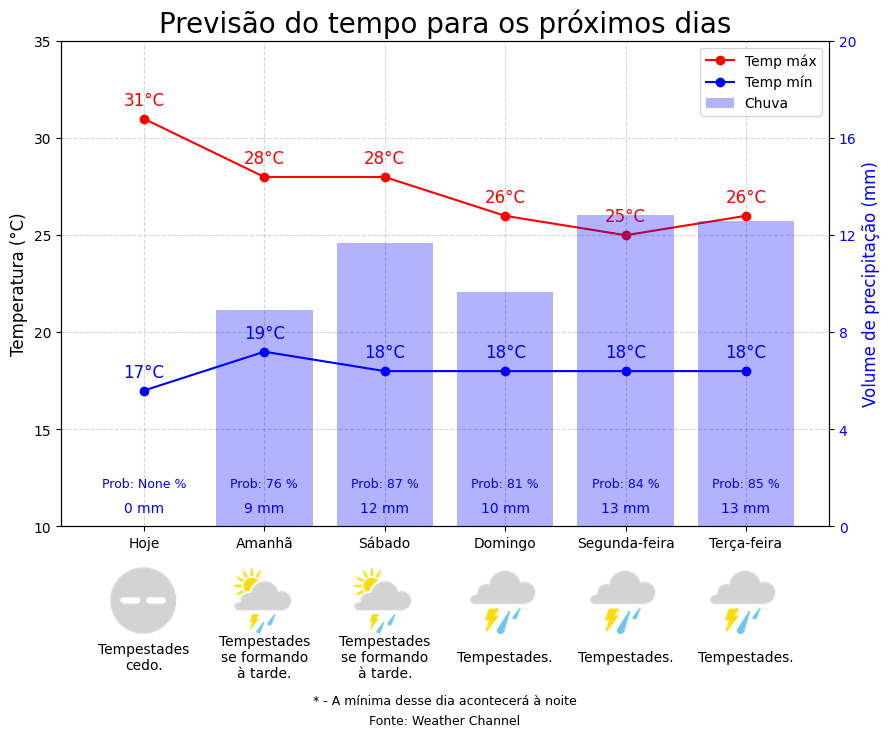 Previsão do tempo para os próximos dias
Temp máx
Temp mín
Chuva
Temperatura (°C)
Volume de precipitação (mm)
35
30
25
20
15
10
20
16
12
8
4
0
31°C
28°C
28°C
26°C
25°C
26°C
17°C
19°C
18°C
18°C
18°C
18°C
Prob: None %
Prob: 76 %
Prob: 87 %
Prob: 81 %
Prob: 84 %
Prob: 85 %
0 mm
9 mm
12 mm
10 mm
13 mm
13 mm
Hoje
Amanhã
Sábado
Domingo
Segunda-feira
Terça-feira
Tempestades
cedo.
Tempestades
se formando
à tarde.
Tempestades
se formando
à tarde.
Tempestades.
Tempestades.
Tempestades.
* - A mínima desse dia acontecerá à noite
Fonte: Weather Channel